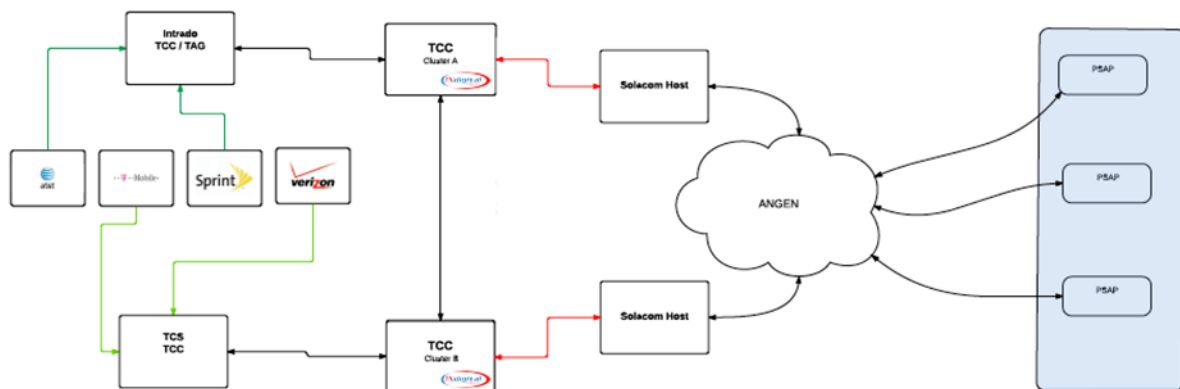 Intrado
TCC / TAG
TCC
Cluster A
Solacom Host
PSAP
at&t
T··Mobile·
Sprint
verizon
ANGEN
PSAP
PSAP
TCS
TCC
TCC
Cluster B
Solacom Host